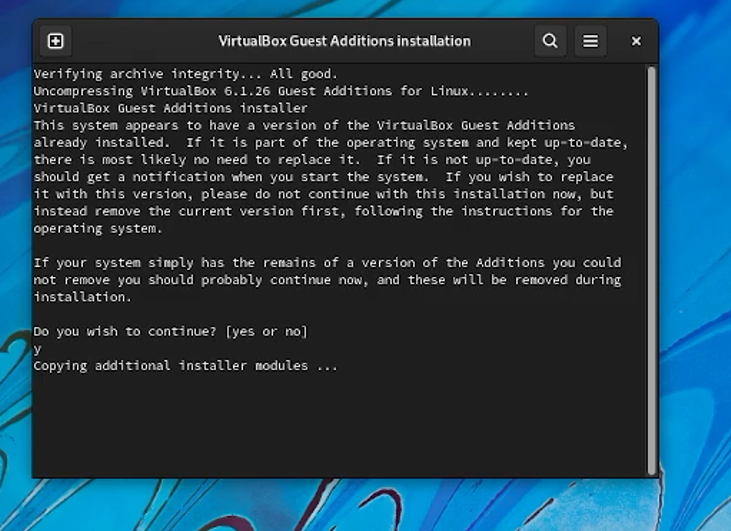 VirtualBox Guest Additions installation
Verifying archive integrity... All good.
Uncompressing VirtualBox 6.1.26 Guest Additions for Linux........
VirtualBox Guest Additions installer
This system appears to have a version of the VirtualBox Guest Additions
already installed.  If it is part of the operating system and kept up-to-date,
there is most likely no need to replace it.  If it is not up-to-date, you
should get a notification when you start the system.  If you wish to replace
it with this version, please do not continue with this installation now, but
instead remove the current version first, following the instructions for the
operating system.
If your system simply has the remains of a version of the Additions you could
not remove you should probably continue now, and these will be removed during
installation.
Do you wish to continue? [yes or no]
y
Copying additional installer modules ...